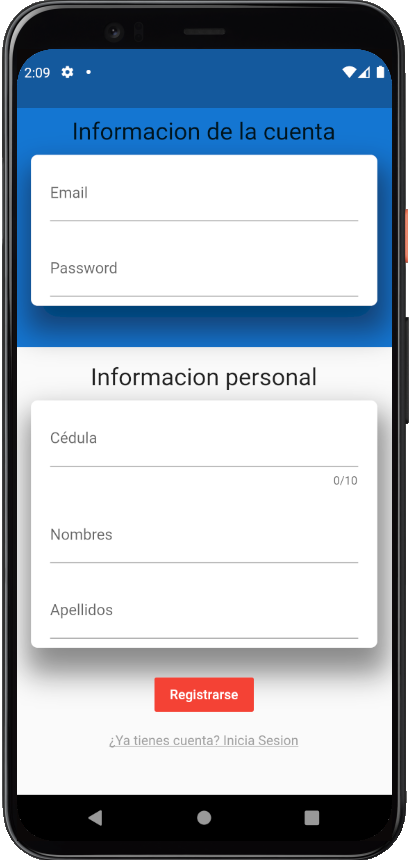 2:09
Informacion de la cuenta
Email
Password
Informacion personal
Cédula
0/10
Nombres
Apellidos
Registrarse
¿Ya tienes cuenta? Inicia Sesion